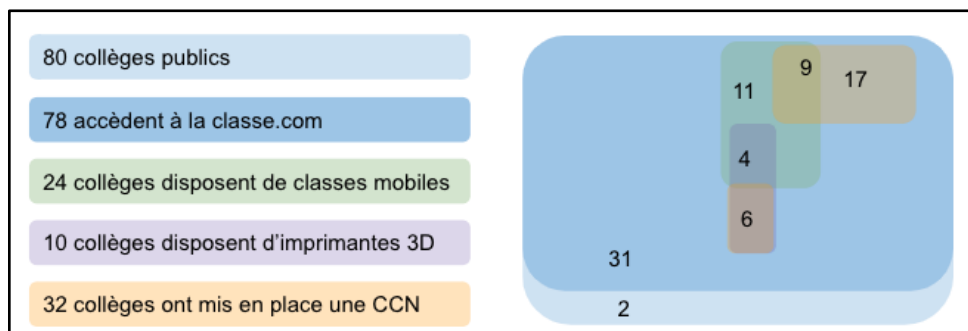 80 collèges publics
78 accèdent à la classe.com
24 collèges disposent de classes mobiles
10 collèges disposent d'imprimantes 3D
32 collèges ont mis en place une CCN
9
17
11
4
6
31
2